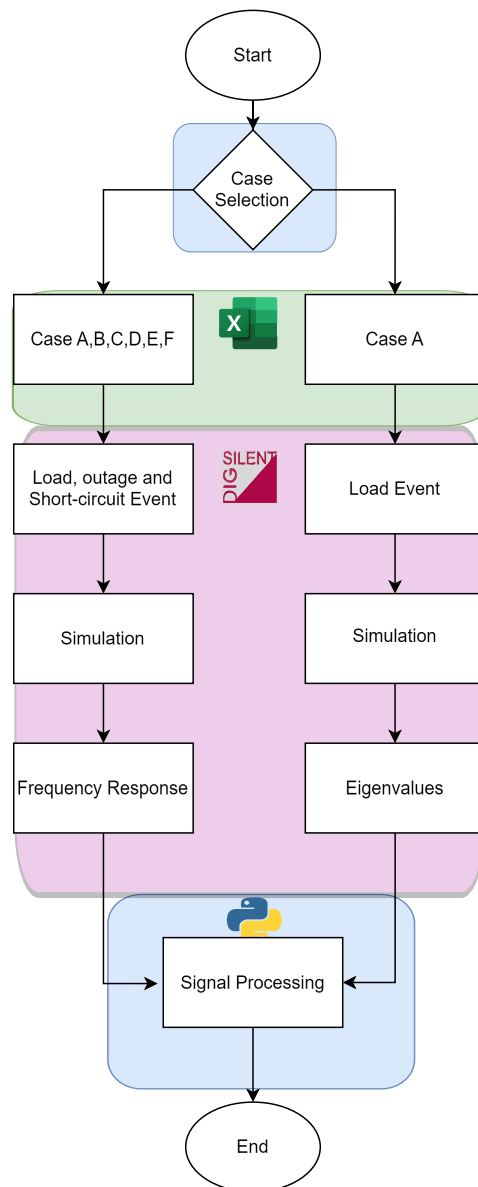 Start
Case
Selection
Case A,B,C,D,E,F
X
Case A
Load, outage and
Short-circuit Event
DIG
SILENT
Load Event
Simulation
Simulation
Frequency Response
Eigenvalues
Signal Processing
End